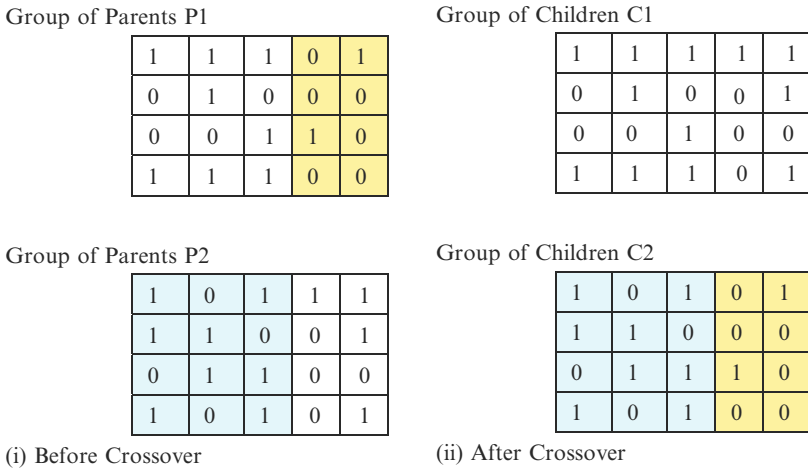 Group of Parents P1
1 1 1 0 1
0 1 0 0 0
0 0 1 1 0
1 1 1 0 0
Group of Children C1
1 1 1 1 1
0 1 0 0 1
0 0 1 0 0
1 1 1 0 1
Group of Parents P2
1 0 1 1 1
1 1 0 0 1
0 1 1 0 0
1 0 1 0 1
(i) Before Crossover
Group of Children C2
1 0 1 0 1
1 1 0 0 0
0 1 1 1 0
1 0 1 0 0
(ii) After Crossover